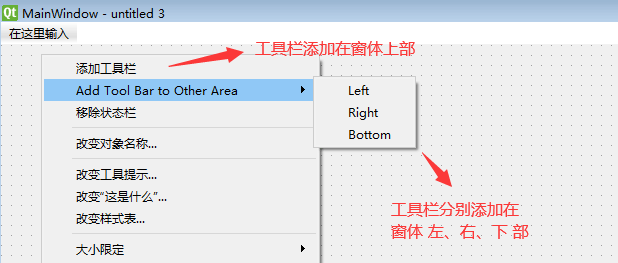 Qt MainWindow - untitled 3
在这里输入
工具栏添加在窗体上部
添加工具栏
Add Tool Bar to Other Area
Left
移除状态栏
Right
Bottom
改变对象名称...
改变工具提示...
改变“这是什么”...
改变样式表...
工具栏分别添加在
窗体 左、右、下 部
大小限定